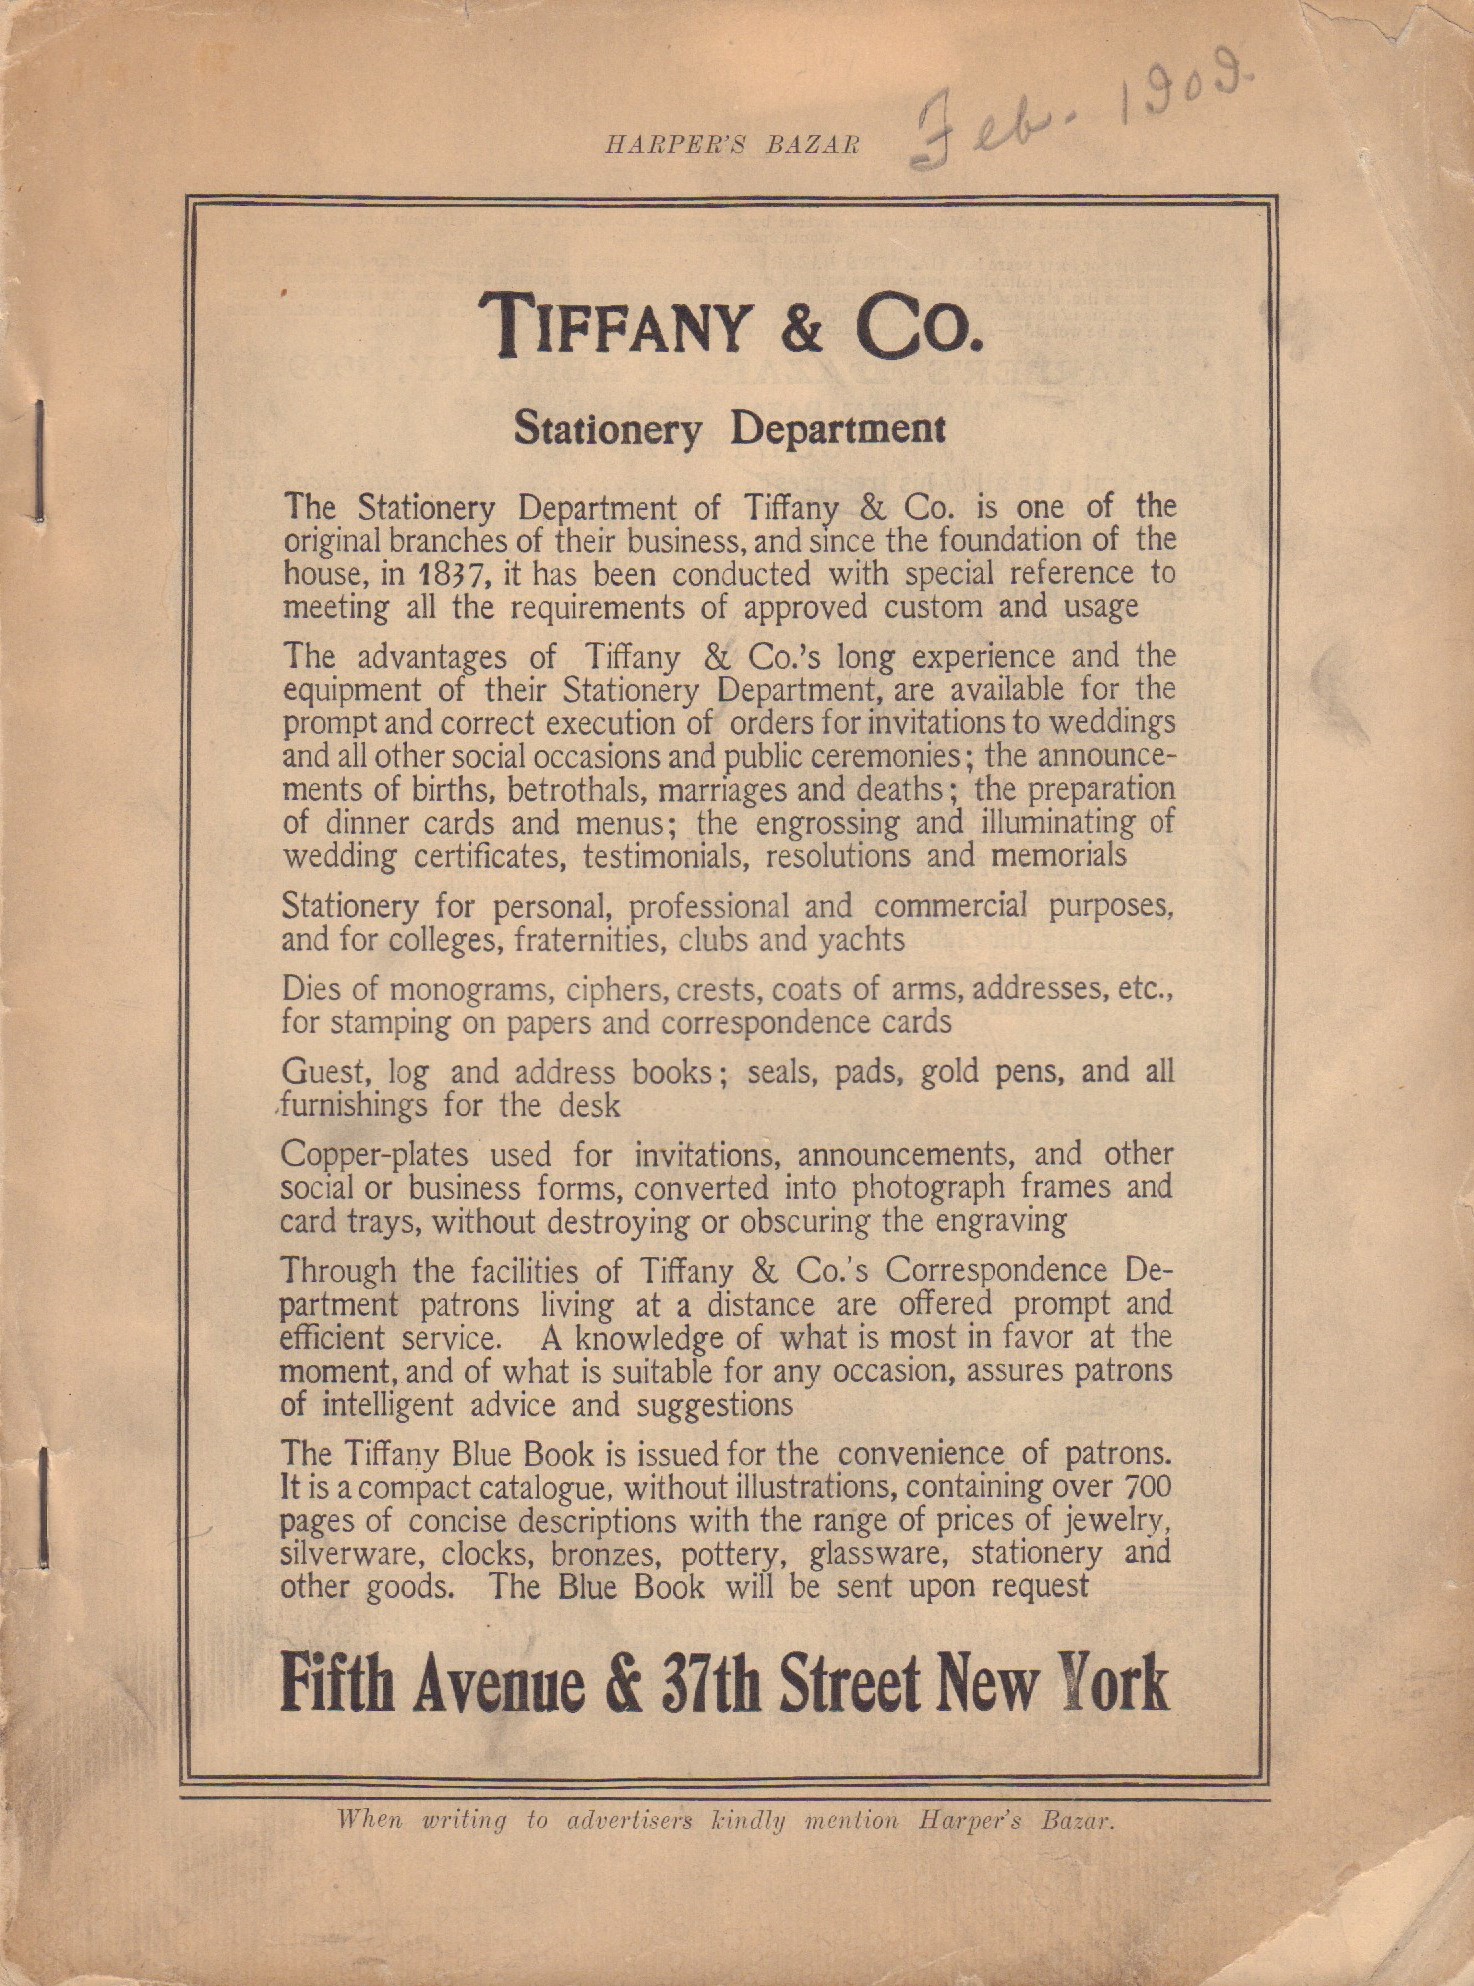 Feb. 1909.
HARPER'S BAZAR
TIFFANY & CO.
Stationery Department
The Stationery Department of Tiffany & Co. is one of the
original branches of their business, and since the foundation of the
house, in 1837, it has been conducted with special reference to
meeting all the requirements of approved custom and usage
The advantages of Tiffany & Co.'s long experience and the
equipment of their Stationery Department, are available for the
prompt and correct execution of orders for invitations to weddings
and all other social occasions and public ceremonies; the announce-
ments of births, betrothals, marriages and deaths; the preparation
of dinner cards and menus; the engrossing and illuminating of
wedding certificates, testimonials, resolutions and memorials
Stationery for personal, professional and commercial purposes,
and for colleges, fraternities, clubs and yachts
Dies of monograms, ciphers, crests, coats of arms, addresses, etc.,
for stamping on papers and correspondence cards
Guest, log and address books; seals, pads, gold pens, and all
furnishings for the desk
Copper-plates used for invitations, announcements, and other
social or business forms, converted into photograph frames and
card trays, without destroying or obscuring the engraving
Through the facilities of Tiffany & Co.'s Correspondence De-
partment patrons living at a distance are offered prompt and
efficient service. A knowledge of what is most in favor at the
moment, and of what is suitable for any occasion, assures patrons
of intelligent advice and suggestions
The Tiffany Blue Book is issued for the convenience of patrons.
It is a compact catalogue, without illustrations, containing over 700
pages of concise descriptions with the range of prices of jewelry,
silverware, clocks, bronzes, pottery, glassware, stationery and
other goods. The Blue Book will be sent upon request
Fifth Avenue & 37th Street New York
When writing to advertisers kindly mention Harper's Bazar.